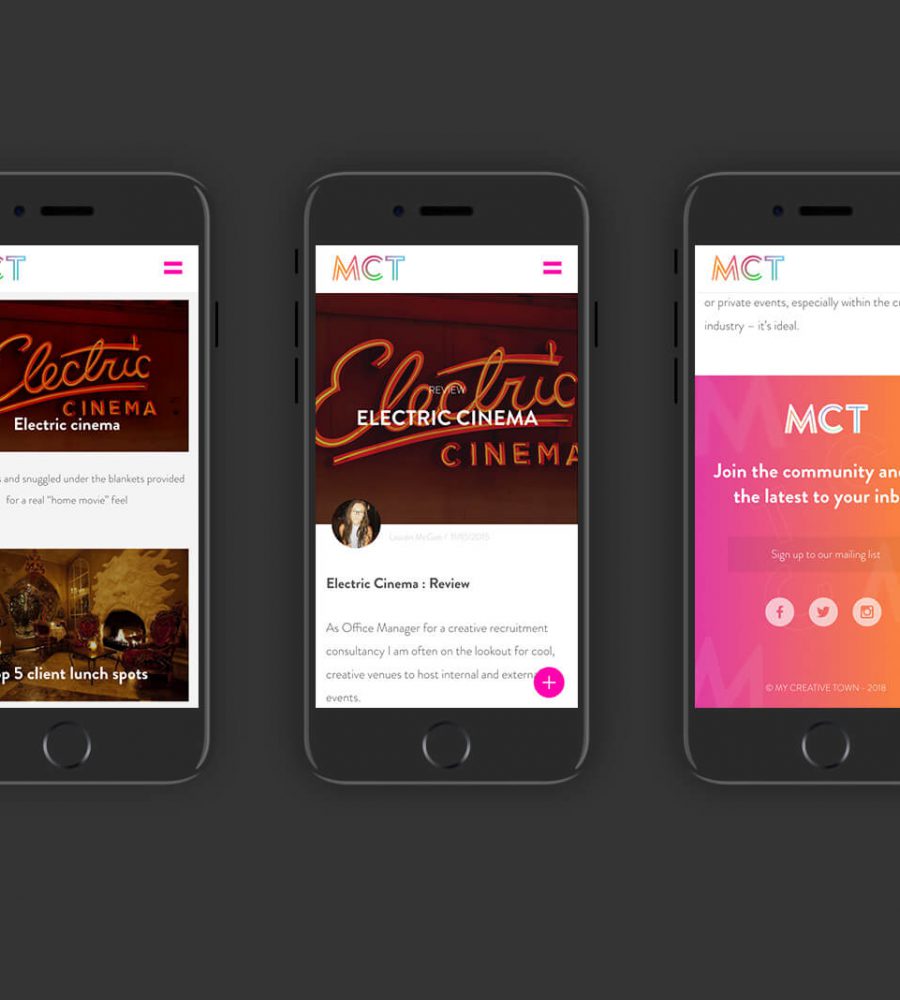 CT
Electric
CINEMA
Electric cinema
s and snuggled under the blankets provided
for a real “home movie” feel
p 5 client lunch spots
MCT
Electric
CINEMA
REVIEW
ELECTRIC CINEMA
11/15/2015
Electric Cinema : Review
As Office Manager for a creative recruitment
consultancy I am often on the lookout for cool,
creative venues to host internal and extern
events.
MCT
or private events, especially within the cr
industry – it's ideal.
MCT
Join the community and
the latest to your inb
Sign up to our mailing list
© MY CREATIVE TOWN - 2018